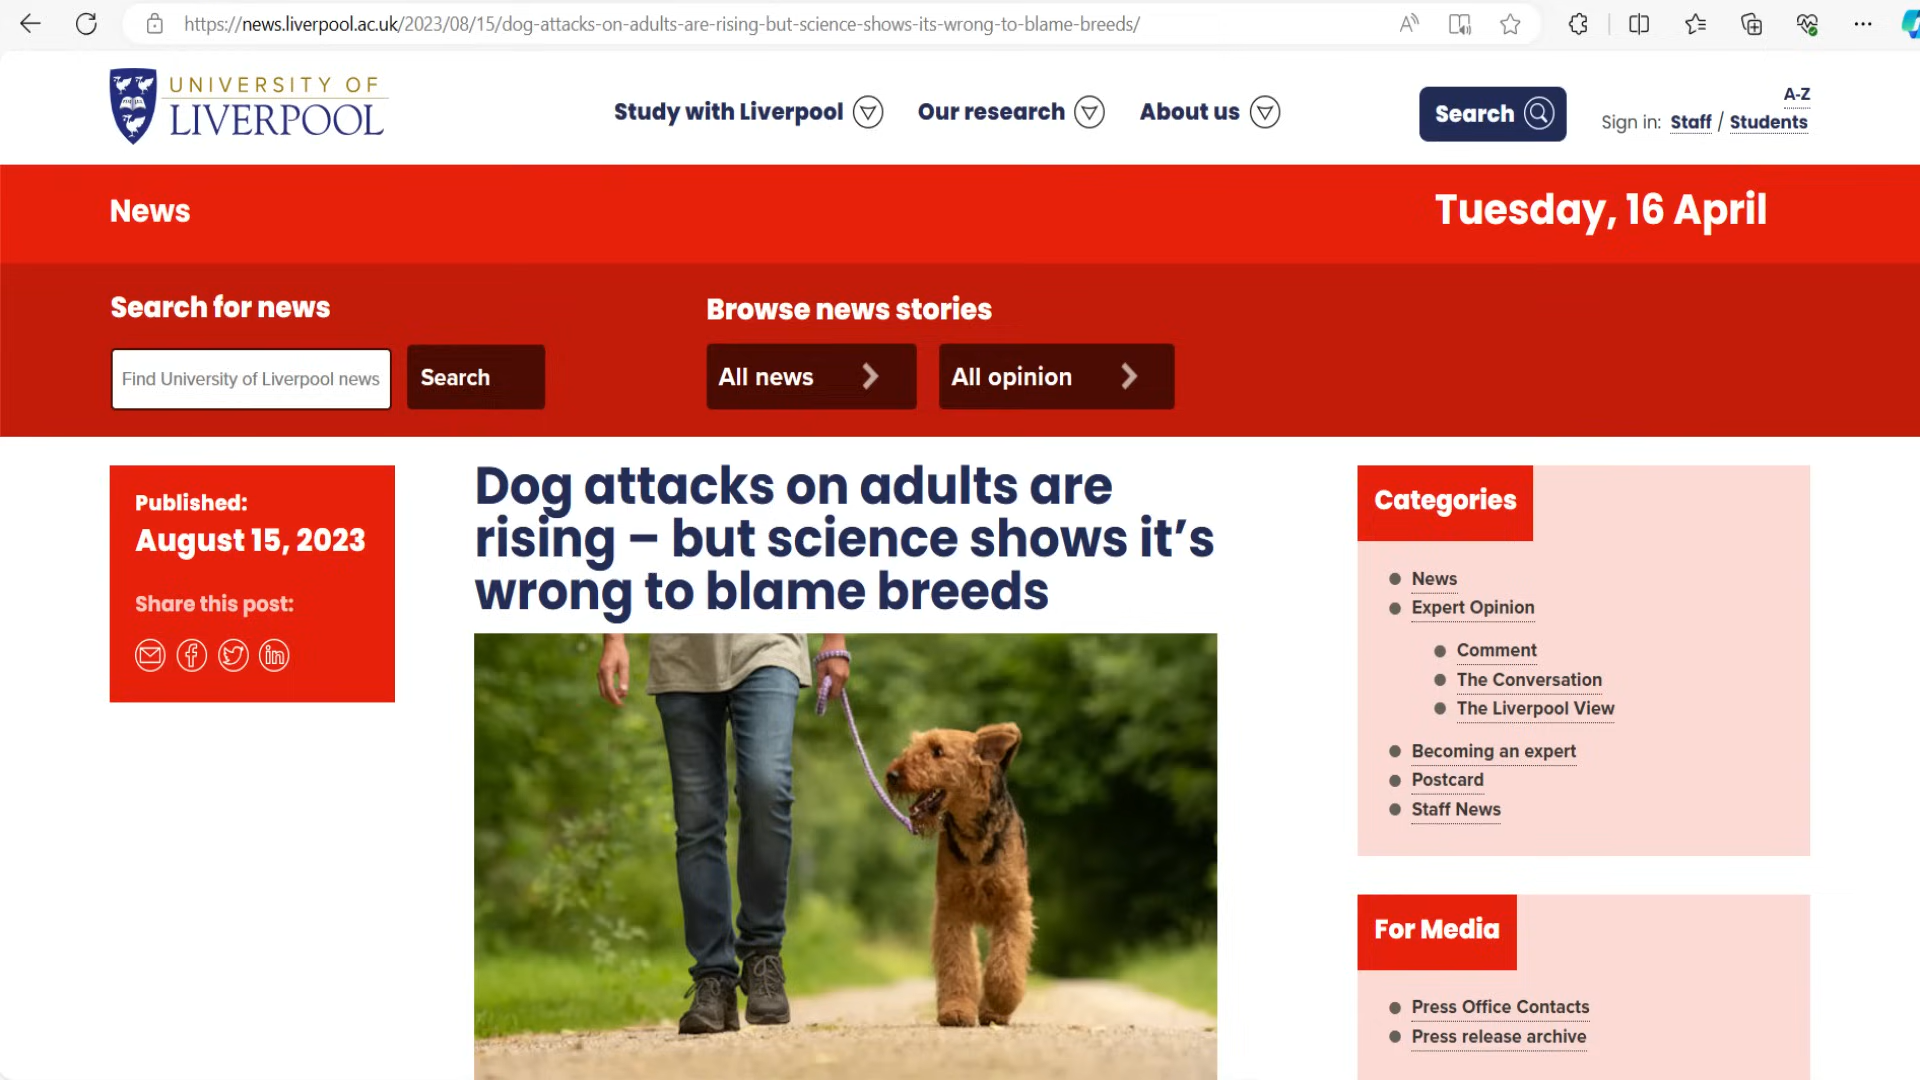 https://news.liverpool.ac.uk/2023/08/15/dog-attacks-on-adults-are-rising-but-science-shows-its-wrong-to-blame-breeds/
UNIVERSITY OF
LIVERPOOL
Study with Liverpool
Our research
About us
Search
A-Z
Sign in: Staff / Students
News
Tuesday, 16 April
Search for news
Find University of Liverpool news
Search
Browse news stories
All news
All opinion
Published:
August 15, 2023
Share this post:
Dog attacks on adults are
rising – but science shows it’s
wrong to blame breeds
Categories
News
Expert Opinion
Comment
The Conversation
The Liverpool View
Becoming an expert
Postcard
Staff News
For Media
Press Office Contacts
Press release archive